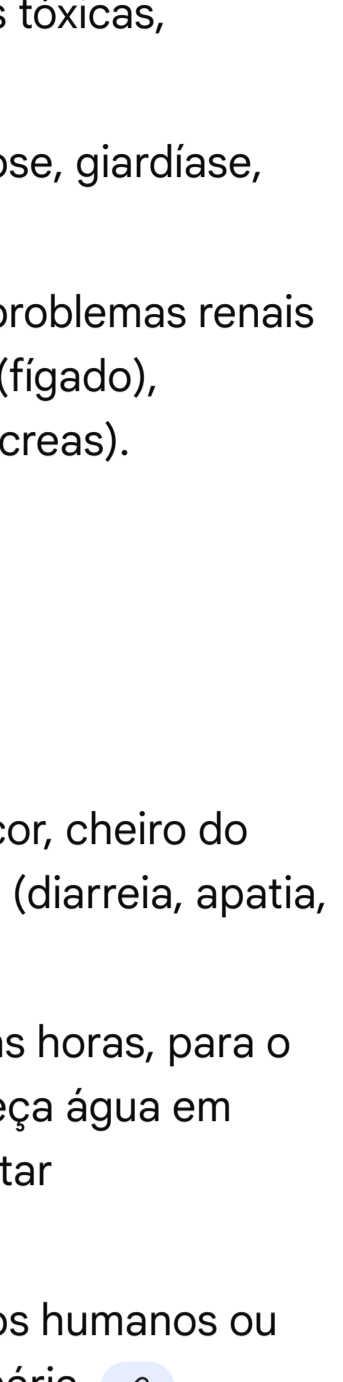 s tóxicas,
ose, giardíase,
problemas renais
(fígado),
creas).
cor, cheiro do
(diarreia, apatia,
as horas, para o
eça água em
tar
os humanos ou